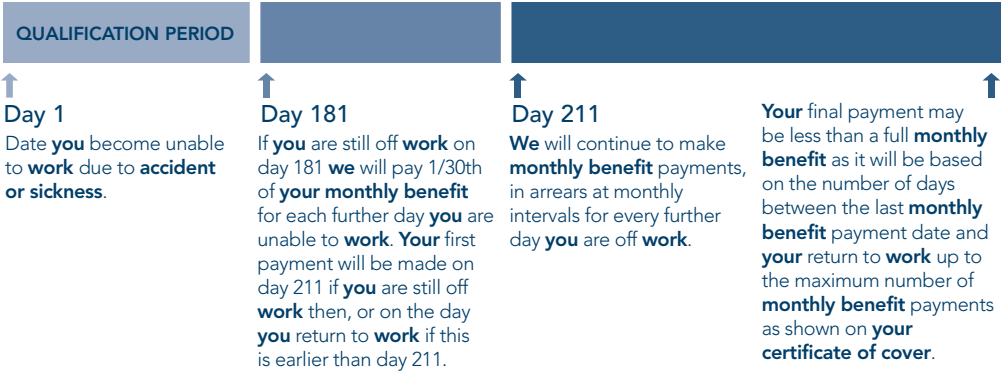 QUALIFICATION PERIOD
Day 1
Date you become unable
to work due to accident
or sickness.
Day 181
If you are still off work on
day 181 we will pay 1/30th
of your monthly benefit
for each further day you are
unable to work. Your first
payment will be made on
day 211 if you are still off
work then, or on the day
you return to work if this
is earlier than day 211.
Day 211
We will continue to make
monthly benefit payments,
in arrears at monthly
intervals for every further
day you are off work.
Your final payment may
be less than a full monthly
benefit as it will be based
on the number of days
between the last monthly
benefit payment date and
your return to work up to
the maximum number of
monthly benefit payments
as shown on your
certificate of cover.